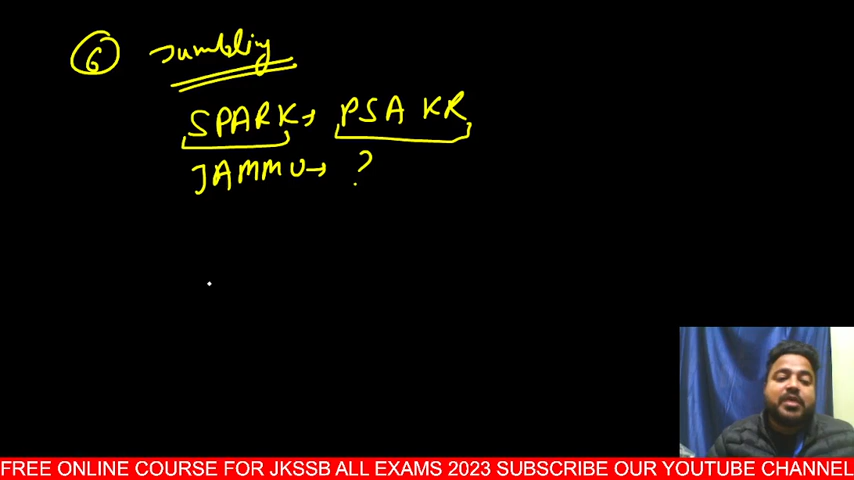 6 Jumbling
SPARK → PSAKR
JAMMU → ?
FREE ONLINE COURSE FOR JKSSB ALL EXAMS 2023 SUBSCRIBE OUR YOUTUBE CHANNEL